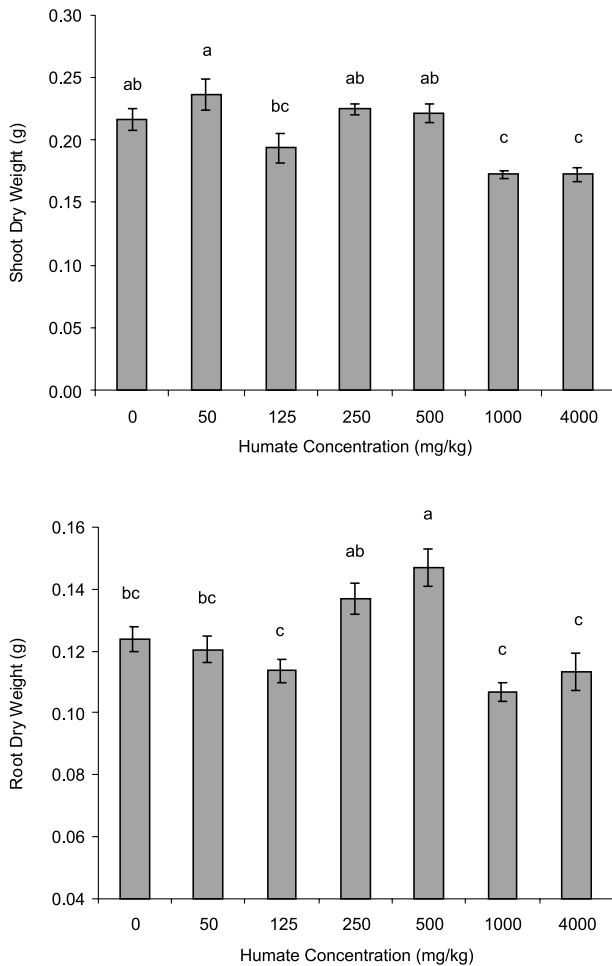 0.30
0.25
0.20
0.15
0.10
0.05
0.00
Shoot Dry Weight (g)
ab
a
bc
ab
ab
c
c
0 50 125 250 500 1000 4000
Humate Concentration (mg/kg)
0.16
0.14
0.12
0.10
0.08
0.06
0.04
Root Dry Weight (g)
bc
bc
c
ab
a
c
c
0 50 125 250 500 1000 4000
Humate Concentration (mg/kg)